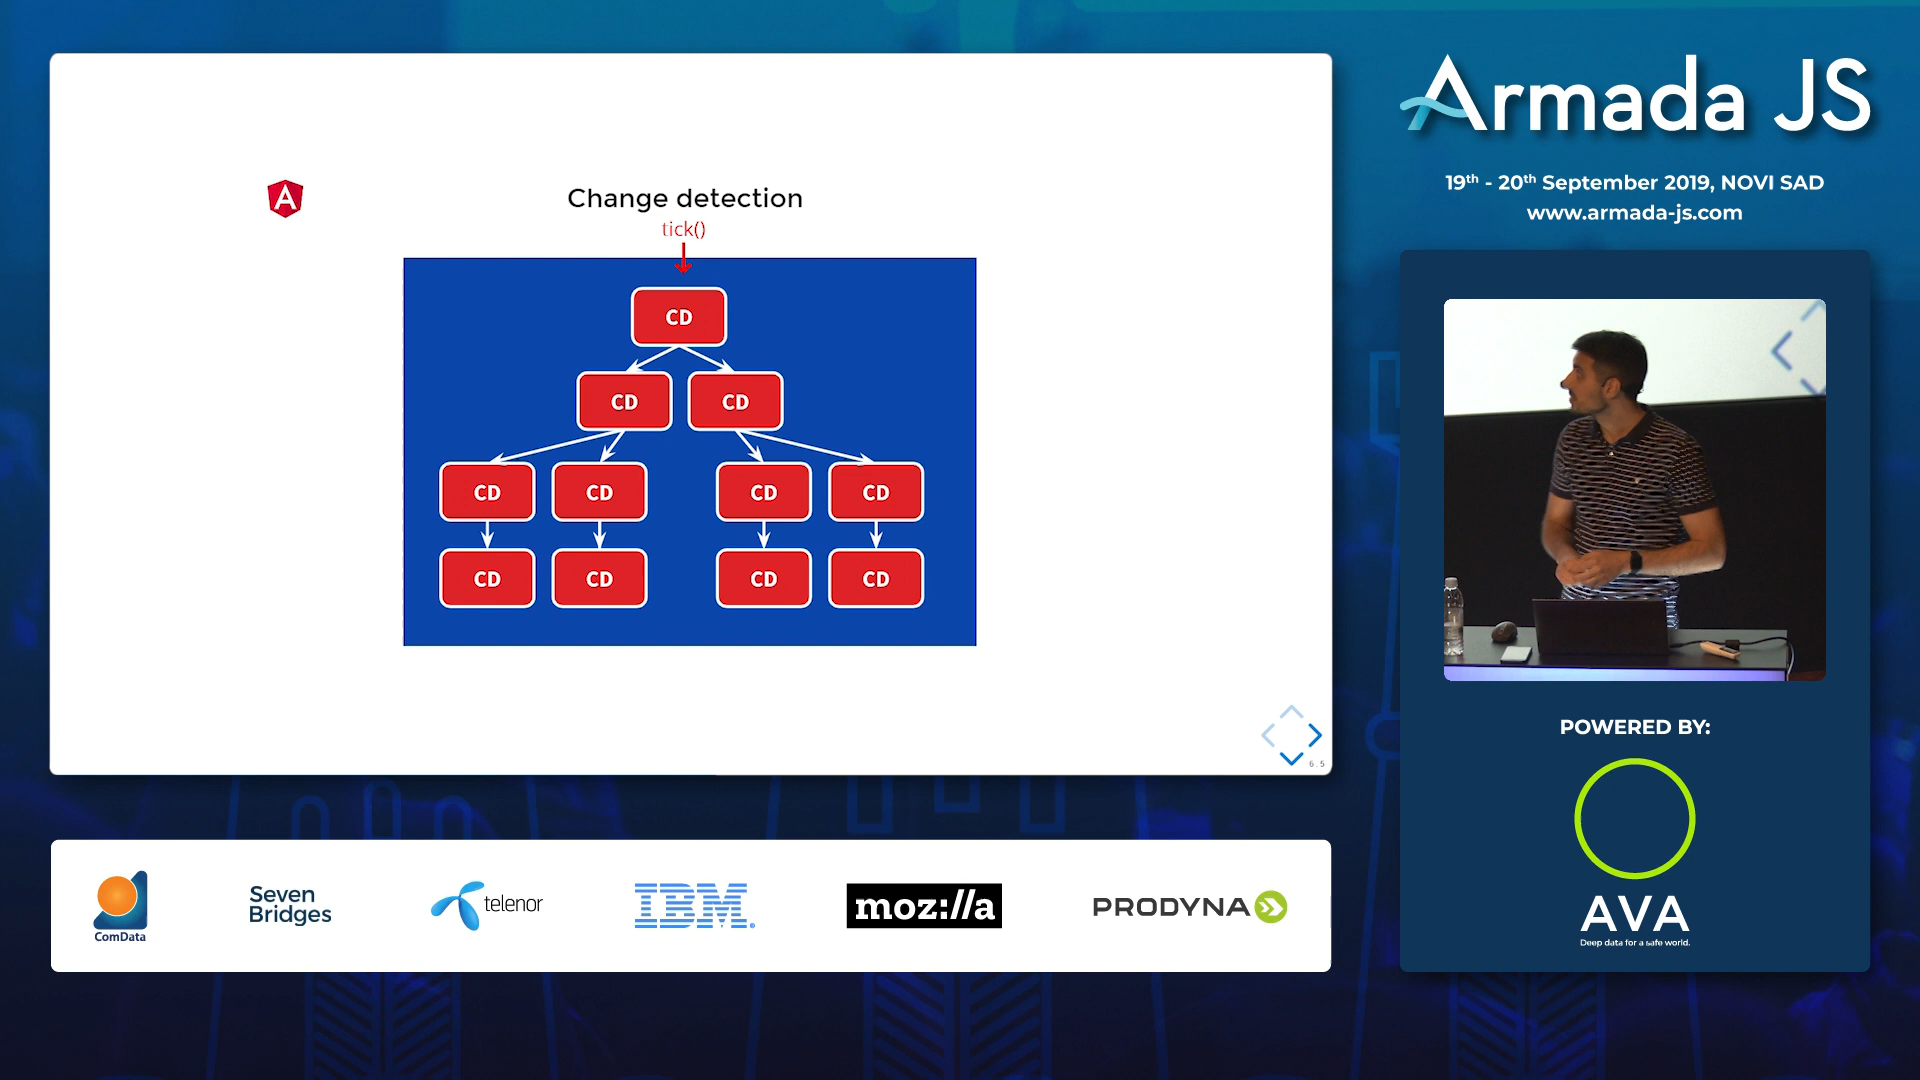 Armada JS
19th - 20th September 2019, NOVI SAD
www.armada-js.com
Change detection
tick()
CD
CD
CD
CD
CD
CD
CD
CD
CD
CD
CD
6.5
POWERED BY:
AVA
Deep data for a safe world.
ComData
Seven
Bridges
telenor
IBM
moz://a
PRODYNA